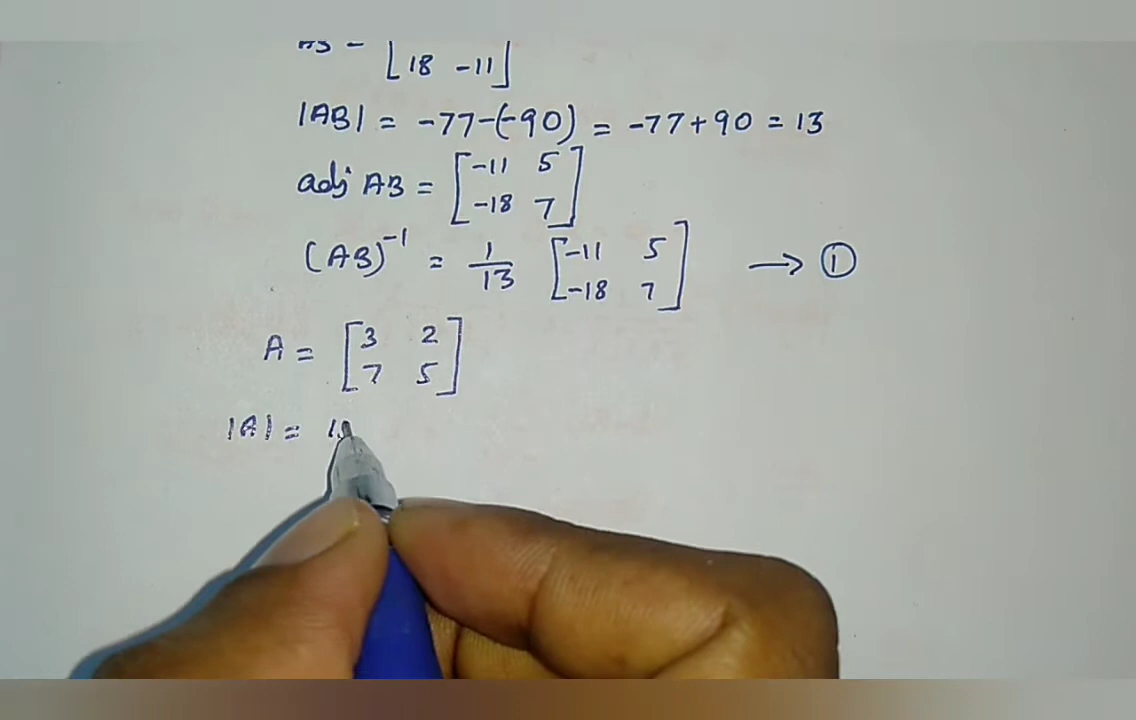 [18 -11]
|AB| = -77-(-90) = -77+90 = 13
adj AB = [-11 5
-18 7]
(AB)^-1 = 1/13 [-11 5
-18 7] → ①
A = [3 2
7 5]
|A| =